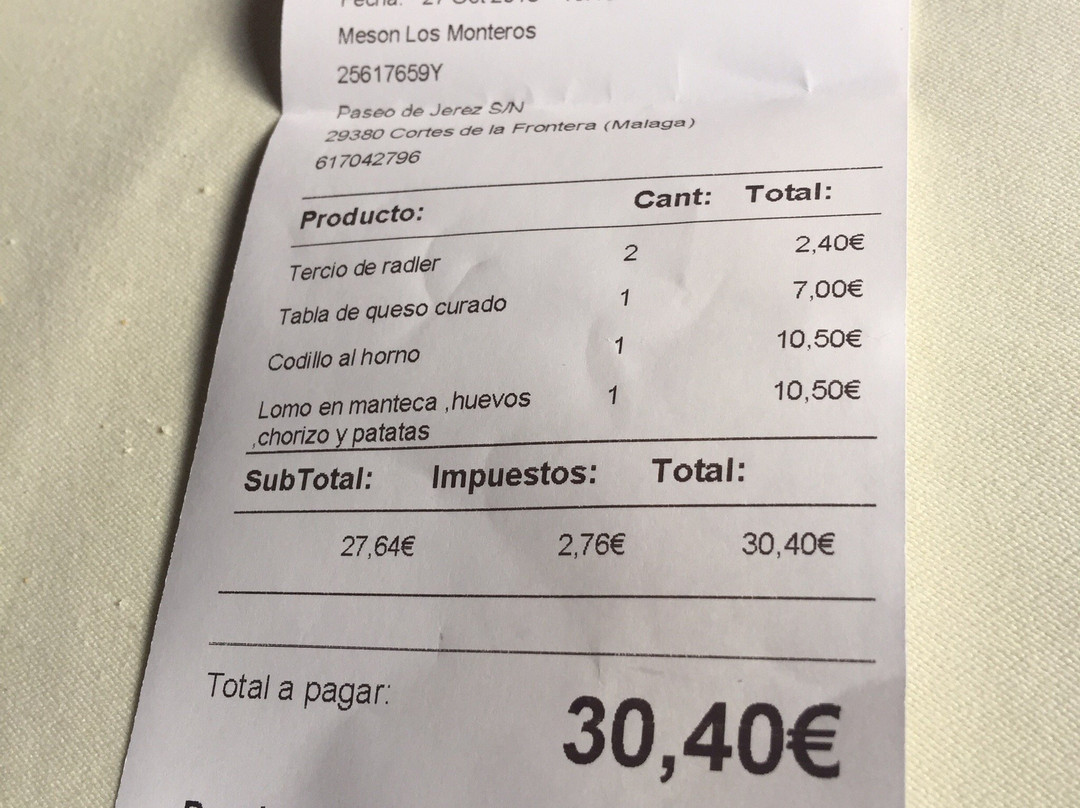 Meson Los Monteros
25617659Y
Paseo de Jerez S/N
29380 Cortes de la Frontera (Malaga)
617042796
Producto: Cant: Total:
Tercio de radler 2 2,40€
Tabla de queso curado 1 7,00€
Codillo al horno 1 10,50€
Lomo en manteca ,huevos 1 10,50€
,chorizo y patatas
SubTotal: Impuestos: Total:
27,64€ 2,76€ 30,40€
Total a pagar:
30,40€